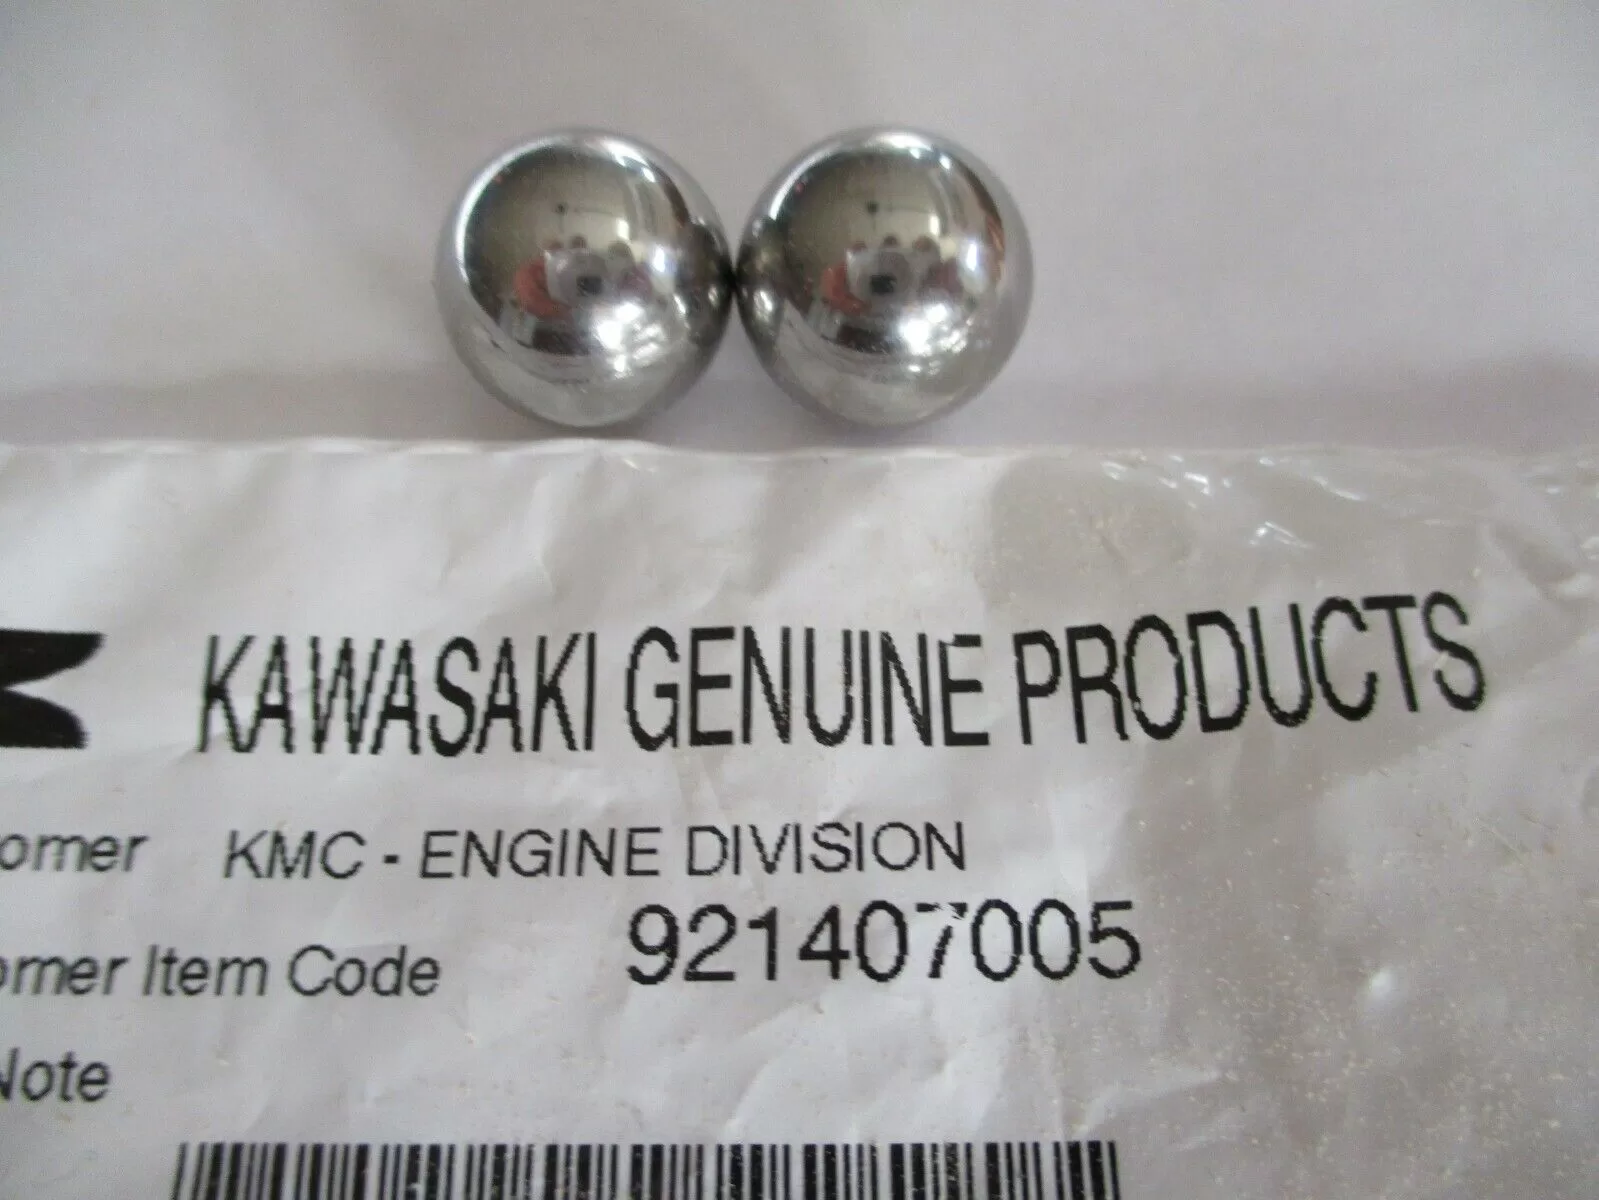 KAWASAKI GENUINE PRODUCTS
omer KMC - ENGINE DIVISION
omer Item Code 921407005
Note